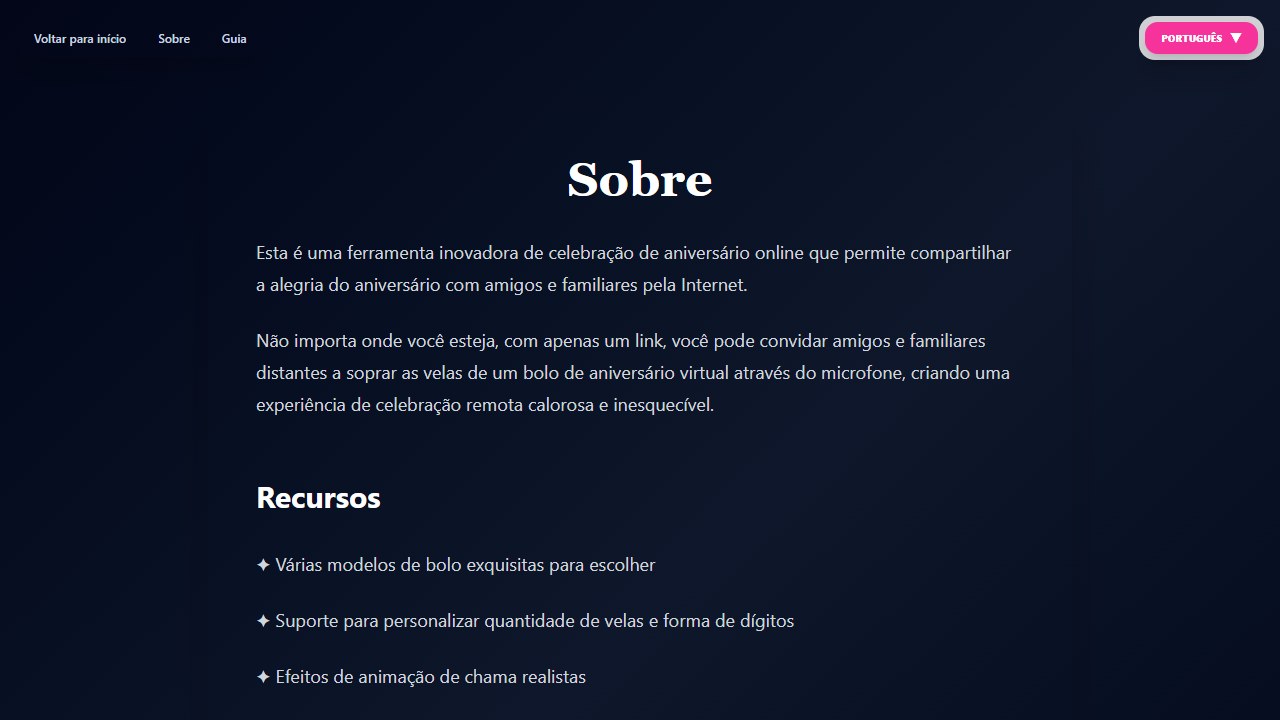 Voltar para início
Sobre
Guia
PORTUGUÊS ▼
Sobre
Esta é uma ferramenta inovadora de celebração de aniversário online que permite compartilhar
a alegria do aniversário com amigos e familiares pela Internet.
Não importa onde você esteja, com apenas um link, você pode convidar amigos e familiares
distantes a soprar as velas de um bolo de aniversário virtual através do microfone, criando uma
experiência de celebração remota calorosa e inesquecível.
Recursos
✦ Várias modelos de bolo exquisitas para escolher
✦ Suporte para personalizar quantidade de velas e forma de dígitos
✦ Efeitos de animação de chama realistas